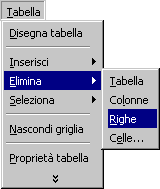 Tabella
Disegna tabella
Inserisci
Elimina
Tabella
Seleziona
Colonne
Righe
Nascondi griglia
Celle...
Proprietà tabella